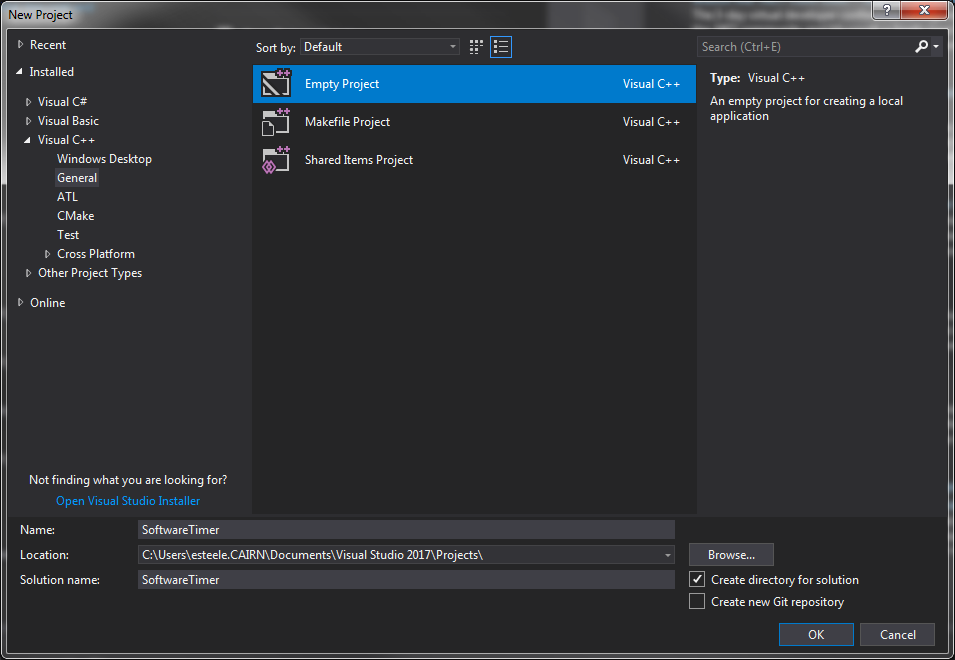 New Project
?
Recent
Installed
Visual C#
Visual Basic
Visual C++
Windows Desktop
General
ATL
CMake
Test
Cross Platform
Other Project Types
Online
Not finding what you are looking for?
Open Visual Studio Installer
Sort by: Default
Empty Project Visual C++
Makefile Project Visual C++
Shared Items Project Visual C++
Search (Ctrl+E)
Type: Visual C++
An empty project for creating a local
application
Name: SoftwareTimer
Location: C:\Users\esteele.CAIRN\Documents\Visual Studio 2017\Projects\
Browse...
Solution name: SoftwareTimer
Create directory for solution
Create new Git repository
OK Cancel